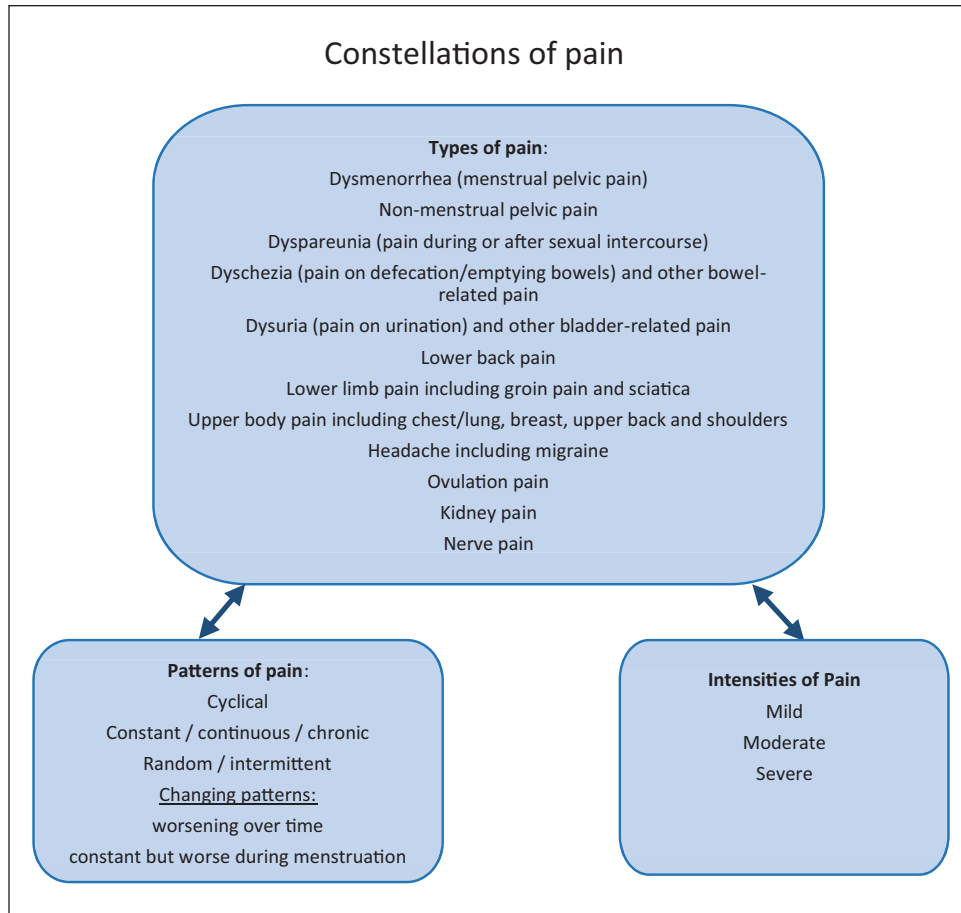 Constellations of pain
Types of pain:
Dysmenorrhea (menstrual pelvic pain)
Non-menstrual pelvic pain
Dyspareunia (pain during or after sexual intercourse)
Dyschezia (pain on defecation/emptying bowels) and other bowel-
related pain
Dysuria (pain on urination) and other bladder-related pain
Lower back pain
Lower limb pain including groin pain and sciatica
Upper body pain including chest/lung, breast, upper back and shoulders
Headache including migraine
Ovulation pain
Kidney pain
Nerve pain
Patterns of pain:
Cyclical
Constant / continuous / chronic
Random / intermittent
Changing patterns:
worsening over time
constant but worse during menstruation
Intensities of Pain
Mild
Moderate
Severe